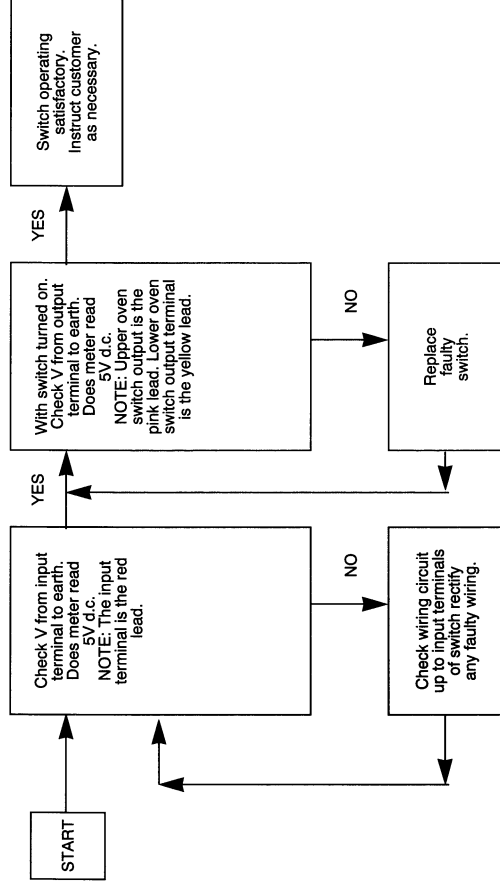 START
Check V from input
terminal to earth.
Does meter read
5V d.c.
NOTE: The input
terminal is the red
lead.
YES
With switch turned on.
Check V from output
terminal to earth.
Does meter read
5V d.c.
NOTE: Upper oven
switch output is the
pink lead. Lower oven
switch output terminal
is the yellow lead.
YES
Switch operating
satisfactory.
Instruct customer
as necessary.
NO
Check wiring circuit
up to input terminals
of switch rectify
any faulty wiring.
NO
Replace
faulty
switch.